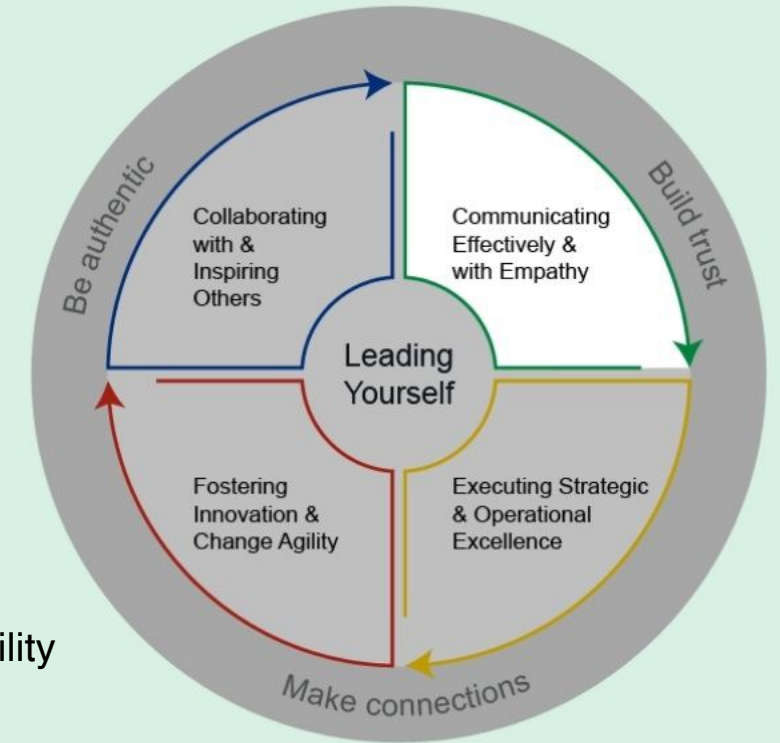 Be authentic
Build trust
Collaborating
with &
Inspiring
Others
Communicating
Effectively &
with Empathy
Leading
Yourself
Fostering
Innovation &
Change Agility
Executing Strategic
& Operational
Excellence
ility
Make connections